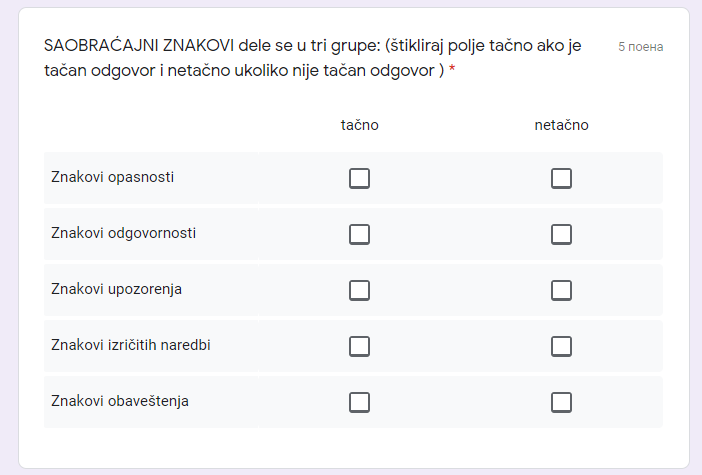 SAOBRAĆAJNI ZNAKOVI dele se u tri grupe: (štikliraj polje tačno ako je
tačan odgovor i netačno ukoliko nije tačan odgovor ) *
5 поена
tačno netačno
Znakovi opasnosti
Znakovi odgovornosti
Znakovi upozorenja
Znakovi izričitih naredbi
Znakovi obaveštenja